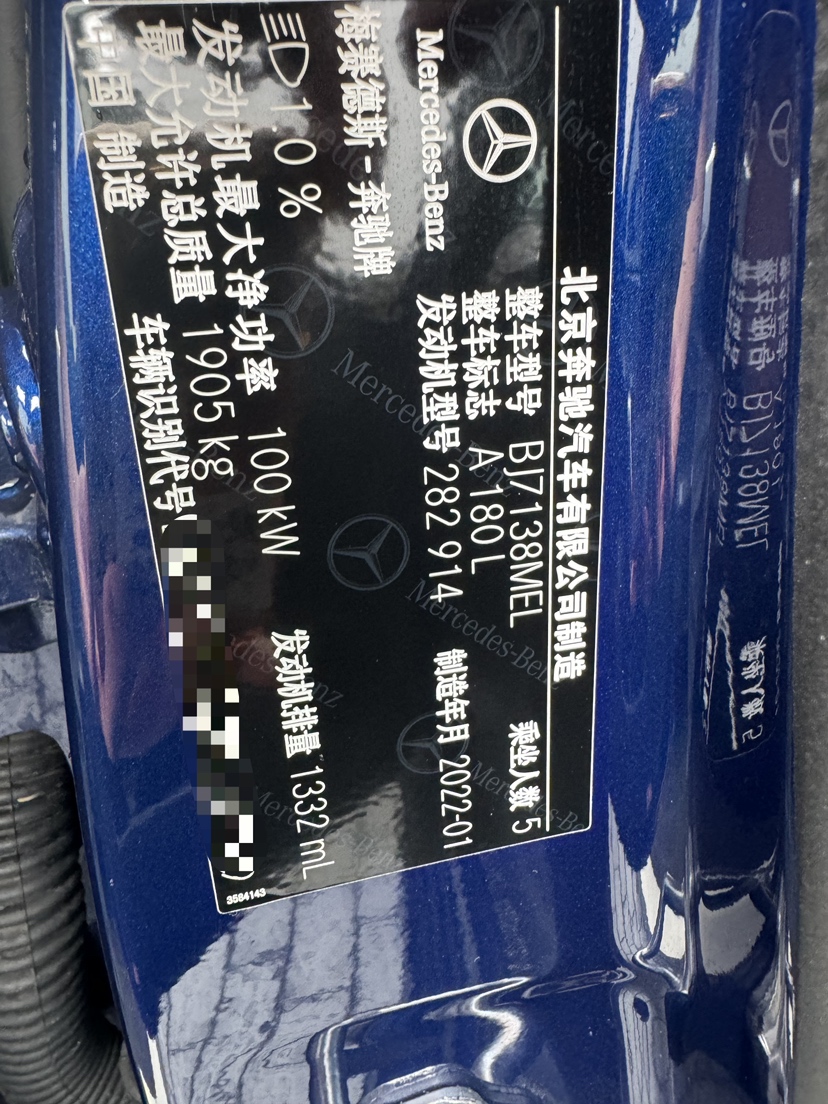 北京奔驰汽车有限公司制造
Mercedes-Benz
整车型号 BJ7138MEL 乘坐人数 5
整车标志 A 180 L
发动机型号 282 914 制造年月 2022-01
梅赛德斯-奔驰牌
10%
发动机最大净功率 100 kW 发动机排量 1332 mL
最大允许总质量 1905 kg
中国 制造 车辆识别代号
3584143